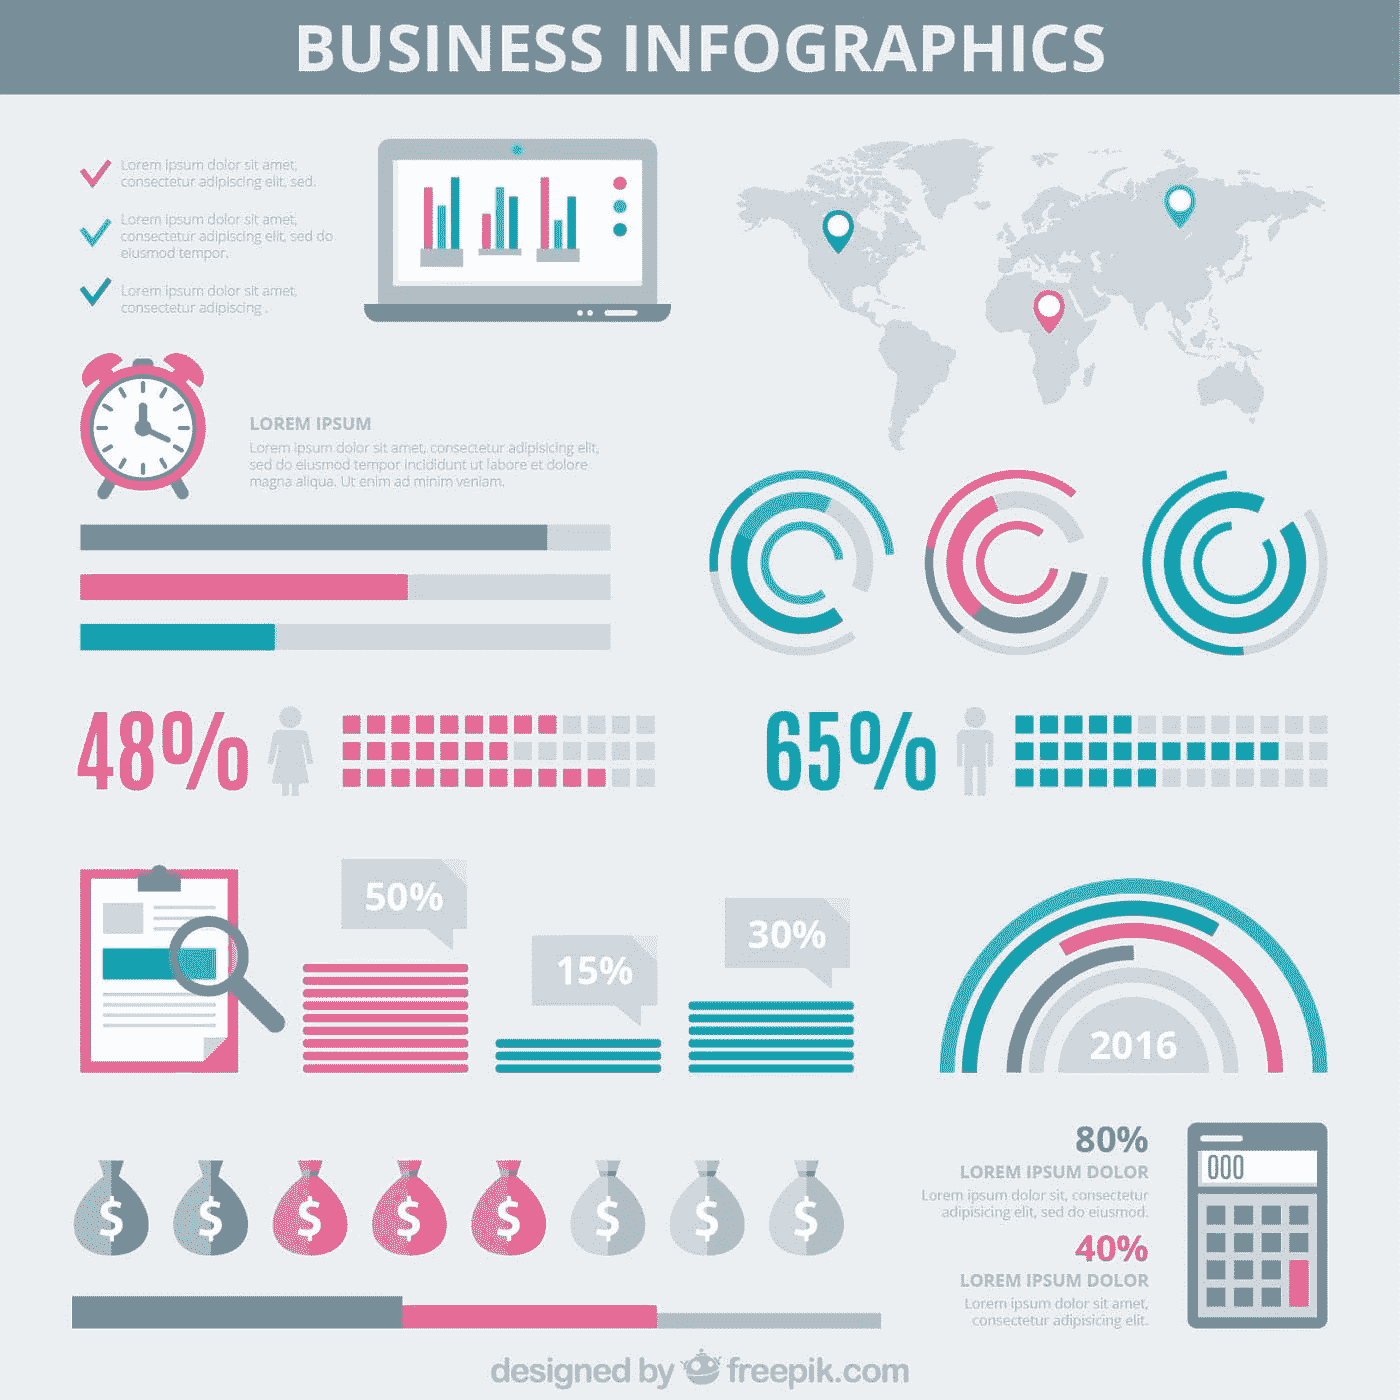 BUSINESS INFOGRAPHICS
Lorem ipsum dolor sit amet,
consectetur adipiscing elit, sed.
Lorem ipsum dolor sit amet,
consectetur adipiscing elit, sed do
eiusmod tempor.
Lorem ipsum dolor sit amet,
consectetur adipiscing .
LOREM IPSUM
Lorem ipsum dolor sit amet, consectetur adipisicing elit,
sed do eiusmod tempor incididunt ut labore et dolore
magna aliqua. Ut enim ad minim veniam.
48%
65%
50%
15%
30%
2016
$ $ $ $ $ $ $ $
80%
LOREM IPSUM DOLOR
Lorem ipsum dolor sit, consectetur
adipisicing elit, sed do eiusmod.
40%
LOREM IPSUM DOLOR
Lorem ipsum dolor sit amet,
consectetur adipisicing elit.
000
designed by freepik.com